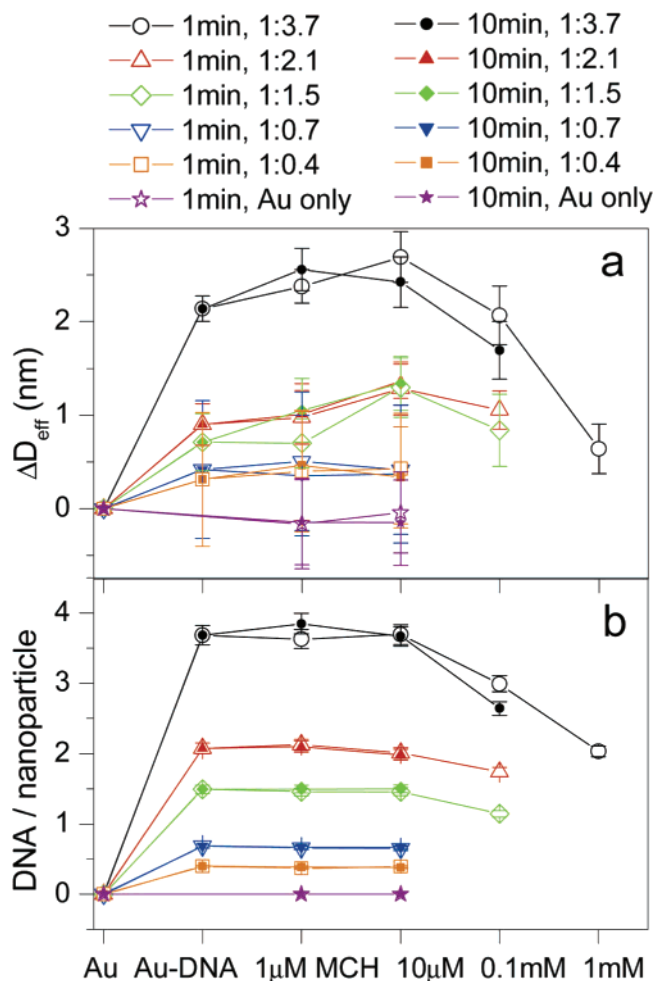 1min, 1:3.7 10min, 1:3.7
1min, 1:2.1 10min, 1:2.1
1min, 1:1.5 10min, 1:1.5
1min, 1:0.7 10min, 1:0.7
1min, 1:0.4 10min, 1:0.4
1min, Au only 10min, Au only
a
3
2
1
0
ΔD_eff (nm)
b
4
3
2
1
0
DNA / nanoparticle
Au Au-DNA 1μM MCH 10μM 0.1mM 1mM